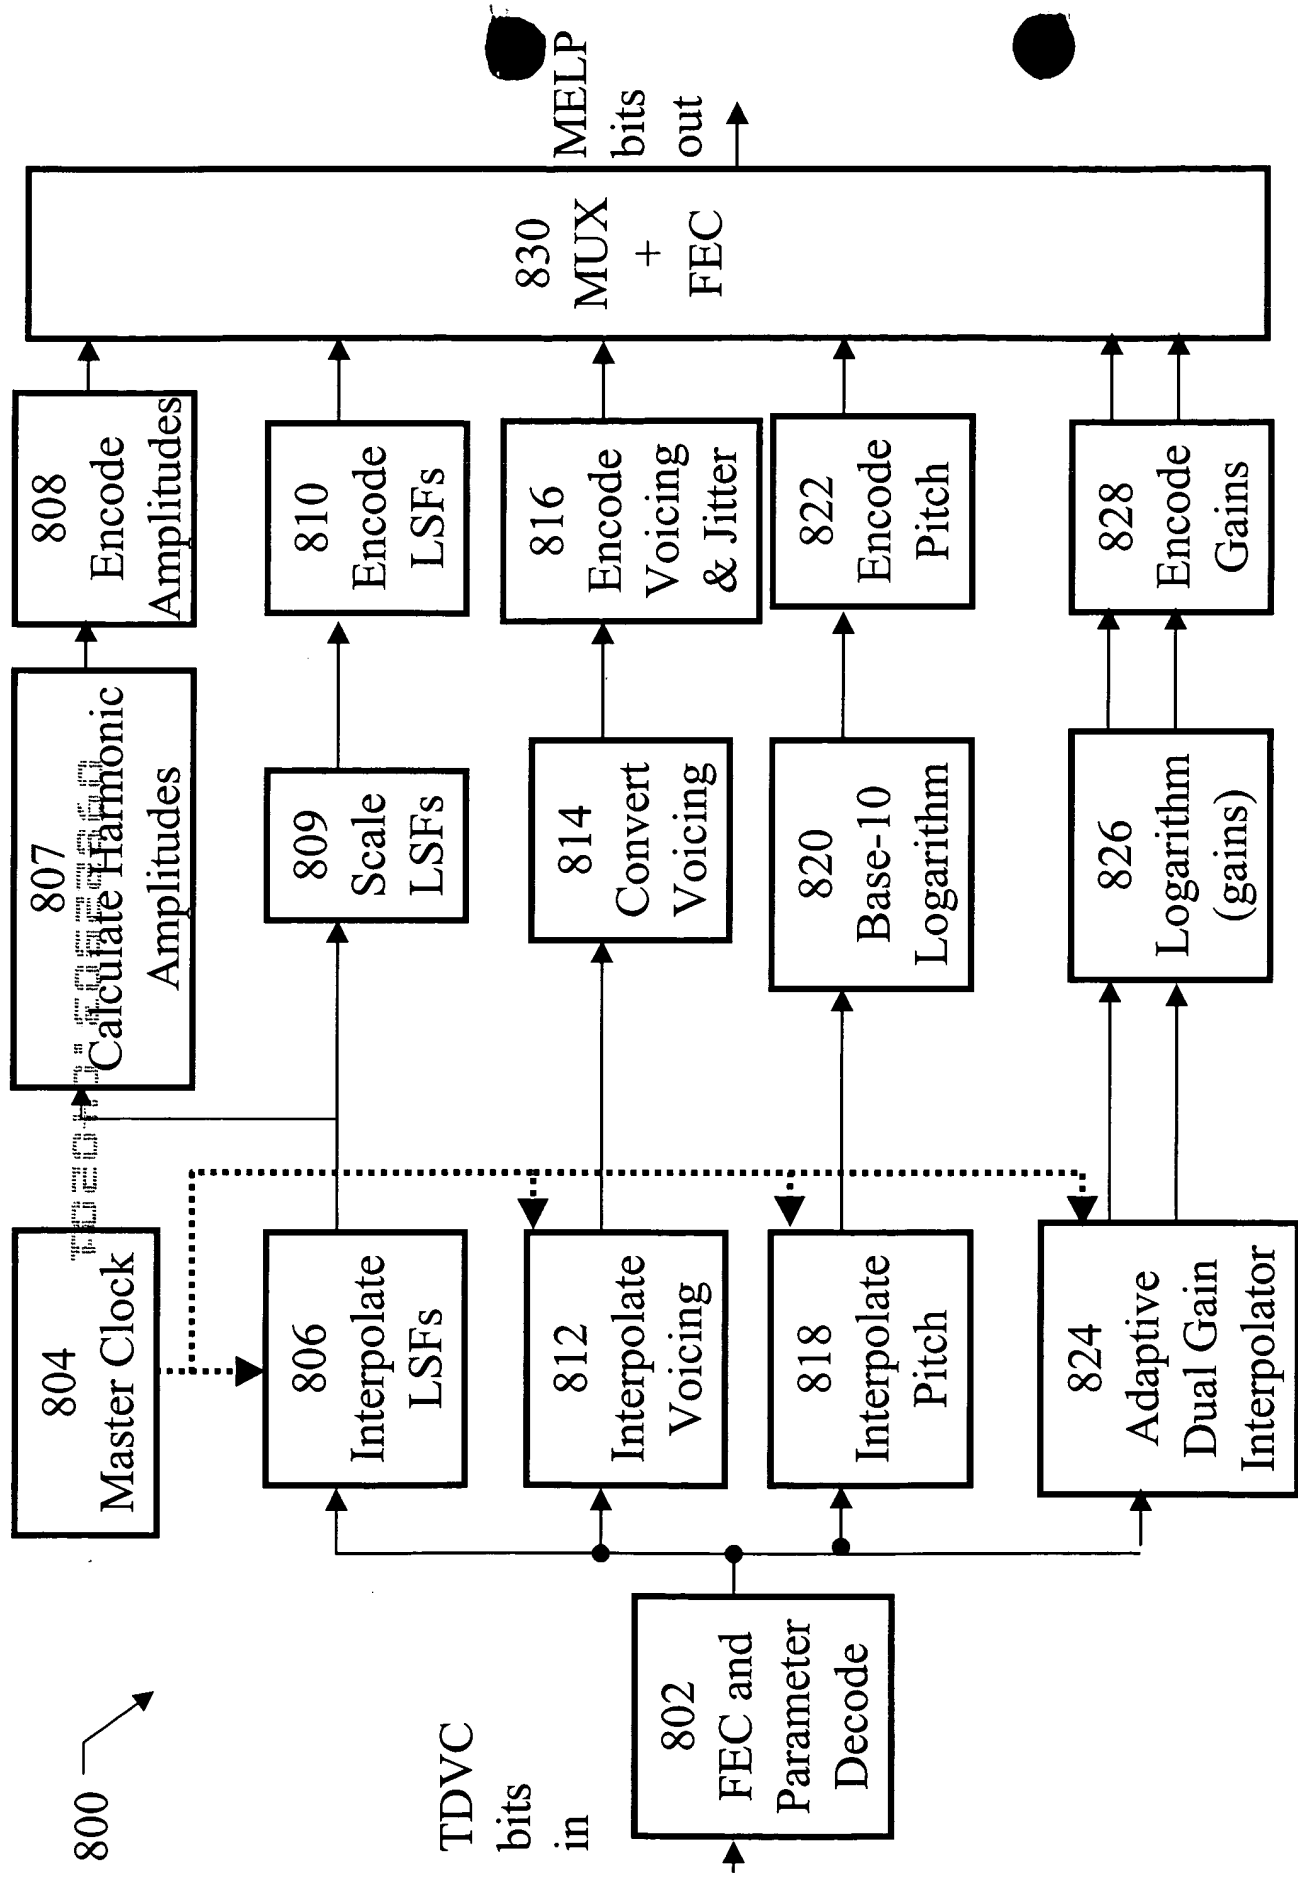 800
TDVC
bits
in
802
FEC and
Parameter
Decode
804
Master Clock
806
Interpolate
LSFs
812
Interpolate
Voicing
818
Interpolate
Pitch
824
Adaptive
Dual Gain
Interpolator
807
Calculate Harmonic
Amplitudes
809
Scale
LSFs
814
Convert
Voicing
820
Base-10
Logarithm
826
Logarithm
(gains)
808
Encode
Amplitudes
810
Encode
LSFs
816
Encode
Voicing
& Jitter
822
Encode
Pitch
828
Encode
Gains
830
MUX
+
FEC
MELP
bits
out